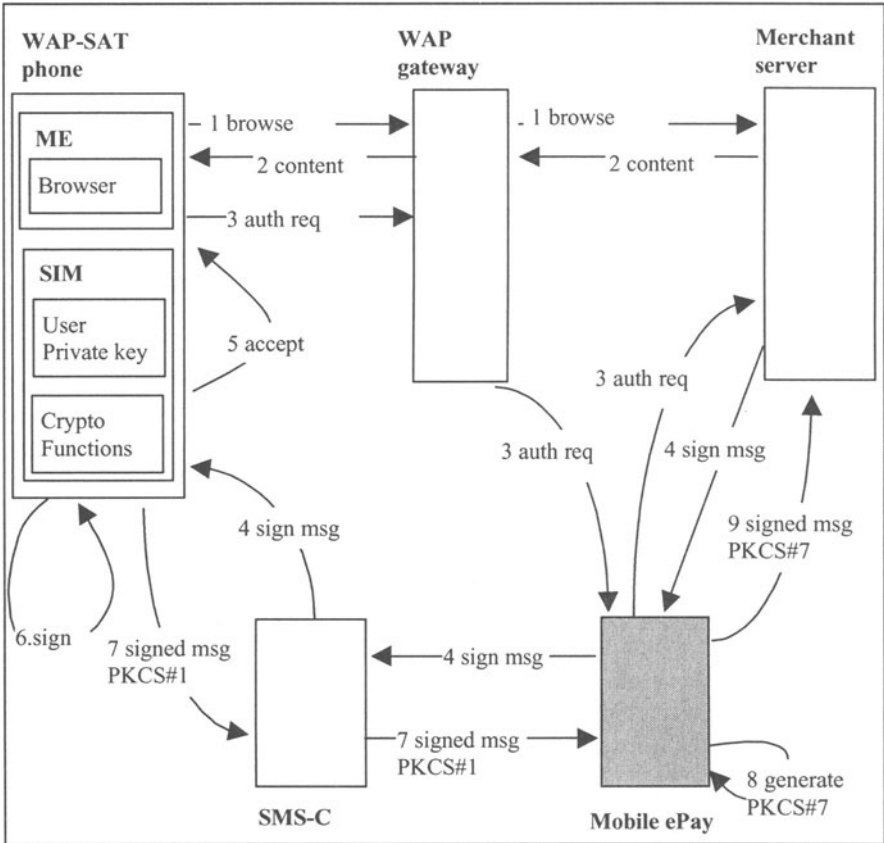 WAP-SAT
phone
WAP
gateway
Merchant
server
ME
Browser
1 browse
2 content
3 auth req
1 browse
2 content
SIM
User
Private key
Crypto
Functions
5 accept
3 auth req
3 auth req
4 sign msg
9 signed msg
PKCS#7
4 sign msg
6.sign
7 signed msg
PKCS#1
4 sign msg
7 signed msg
PKCS#1
8 generate
PKCS#7
SMS-C
Mobile ePay